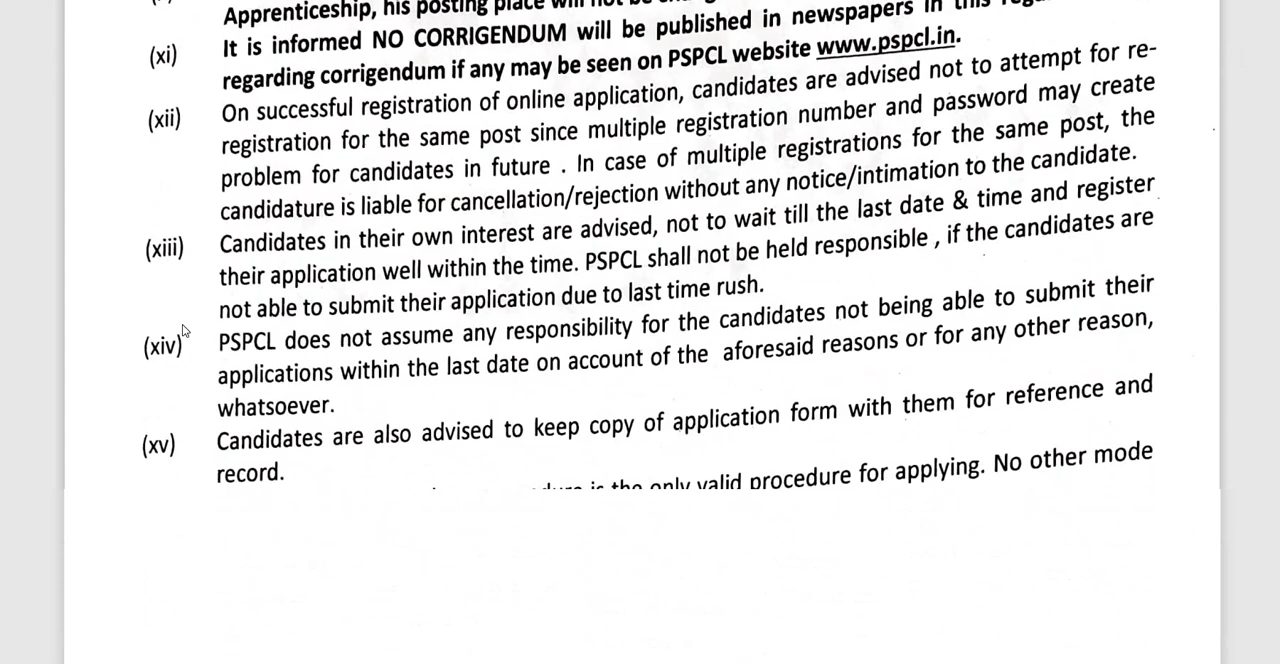 Apprenticeship, his posting place will not be
(xi) It is informed NO CORRIGENDUM will be published in newspapers in this
regarding corrigendum if any may be seen on PSPCL website www.pspcl.in.
(xii) On successful registration of online application, candidates are advised not to attempt for re-
registration for the same post since multiple registration number and password may create
problem for candidates in future . In case of multiple registrations for the same post, the
candidature is liable for cancellation/rejection without any notice/intimation to the candidate.
(xiii) Candidates in their own interest are advised, not to wait till the last date & time and register
their application well within the time. PSPCL shall not be held responsible , if the candidates are
not able to submit their application due to last time rush.
(xiv) PSPCL does not assume any responsibility for the candidates not being able to submit their
applications within the last date on account of the aforesaid reasons or for any other reason,
whatsoever.
(xv) Candidates are also advised to keep copy of application form with them for reference and
record.
is the only valid procedure for applying. No other mode